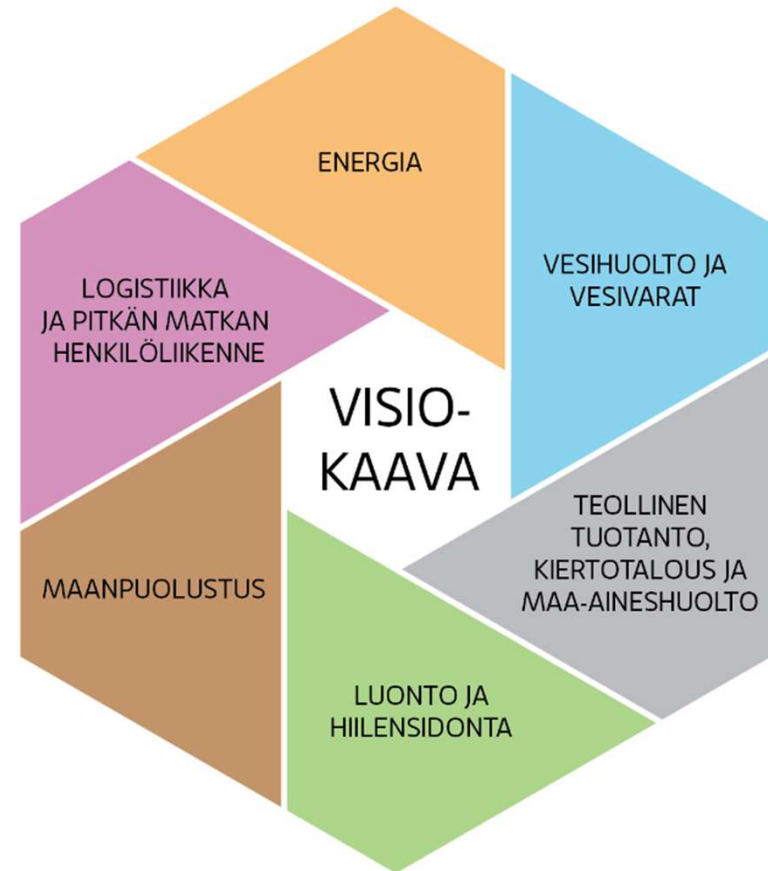 ENERGIA
VESIHUOLTO JA
VESIVARAT
LOGISTIIKKA
JA PITKÄN MATKAN
HENKILÖLIIKENNE
VISIO-
KAAVA
TEOLLINEN
TUOTANTO,
KIERTOTALOUS JA
MAA-AINESHUOLTO
MAANPUOLUSTUS
LUONTO JA
HIILENSIDONTA